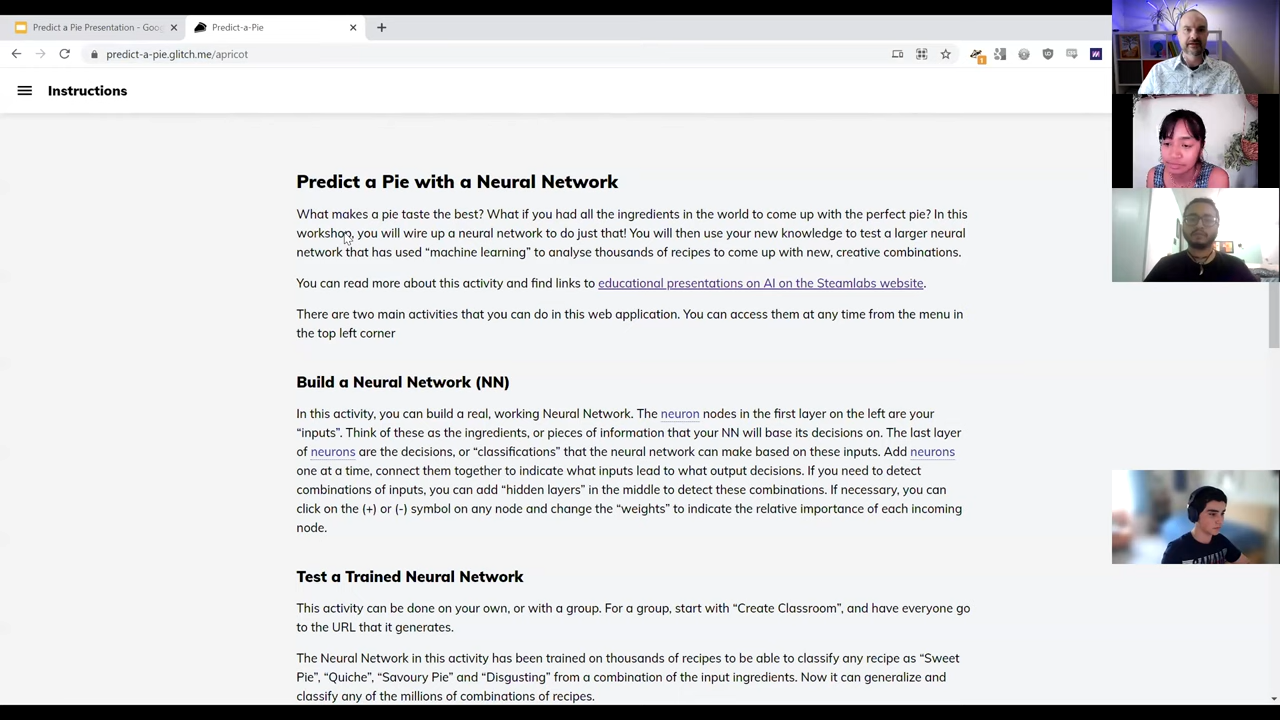 Predict a Pie Presentation - Goog
Predict-a-Pie
predict-a-pie.glitch.me/apricot
1
Instructions
Predict a Pie with a Neural Network
What makes a pie taste the best? What if you had all the ingredients in the world to come up with the perfect pie? In this
workshop, you will wire up a neural network to do just that! You will then use your new knowledge to test a larger neural
network that has used “machine learning” to analyse thousands of recipes to come up with new, creative combinations.
You can read more about this activity and find links to educational presentations on AI on the Steamlabs website.
There are two main activities that you can do in this web application. You can access them at any time from the menu in
the top left corner
Build a Neural Network (NN)
In this activity, you can build a real, working Neural Network. The neuron nodes in the first layer on the left are your
“inputs”. Think of these as the ingredients, or pieces of information that your NN will base its decisions on. The last layer
of neurons are the decisions, or “classifications” that the neural network can make based on these inputs. Add neurons
one at a time, connect them together to indicate what inputs lead to what output decisions. If you need to detect
combinations of inputs, you can add “hidden layers” in the middle to detect these combinations. If necessary, you can
click on the (+) or (-) symbol on any node and change the “weights” to indicate the relative importance of each incoming
node.
Test a Trained Neural Network
This activity can be done on your own, or with a group. For a group, start with “Create Classroom”, and have everyone go
to the URL that it generates.
The Neural Network in this activity has been trained on thousands of recipes to be able to classify any recipe as “Sweet
Pie”, “Quiche”, “Savoury Pie” and “Disgusting” from a combination of the input ingredients. Now it can generalize and
classify any of the millions of combinations of recipes.